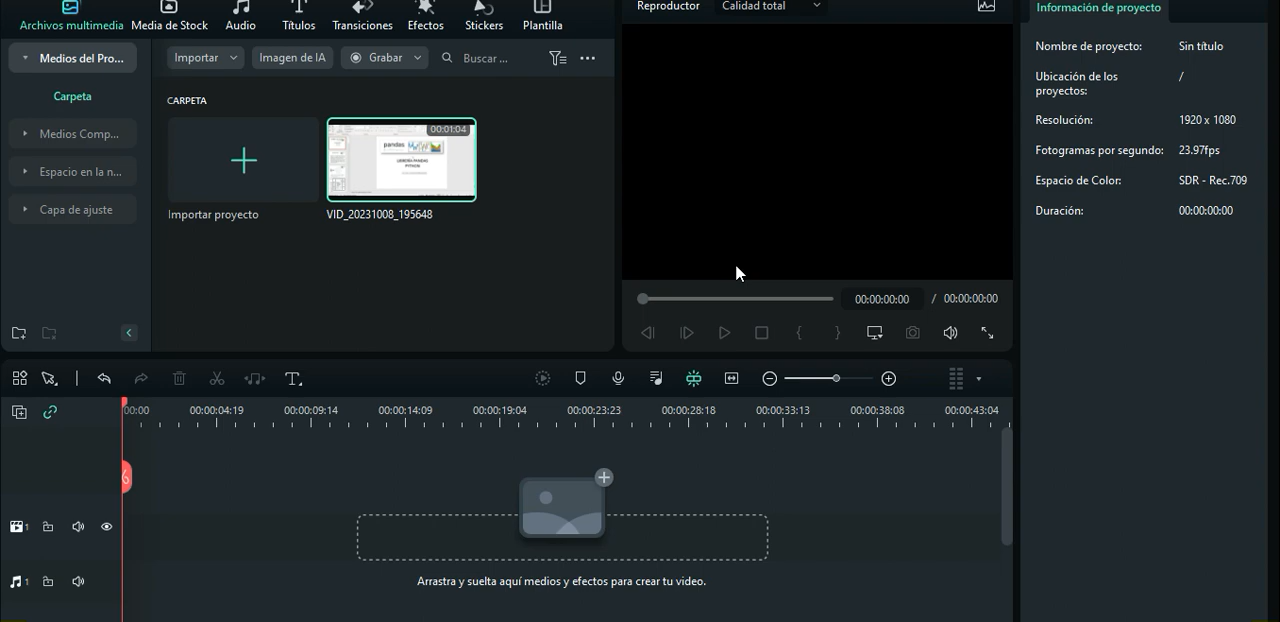 Archivos multimedia
Media de Stock
Audio
Títulos
Transiciones
Efectos
Stickers
Plantilla
Reproductor
Calidad total
Información de proyecto
Medios del Pro...
Importar
Imagen de IA
Grabar
Buscar ...
Nombre de proyecto:
Sin título
Carpeta
CARPETA
Ubicación de los
proyectos:
/
Medios Comp...
00:01:04
pandas
LIBRERÍA PANDAS
PYTHON
Resolución:
1920 x 1080
Fotogramas por segundo:
23.97fps
Espacio en la n...
Espacio de Color:
SDR - Rec.709
Capa de ajuste
Importar proyecto
VID_20231008_195648
Duración:
00:00:00:00
00:00:00:00
/ 00:00:00:00
00:00
00:00:04:19
00:00:09:14
00:00:14:09
00:00:19:04
00:00:23:23
00:00:28:18
00:00:33:13
00:00:38:08
00:00:43:04
1
1
Arrastra y suelta aquí medios y efectos para crear tu video.